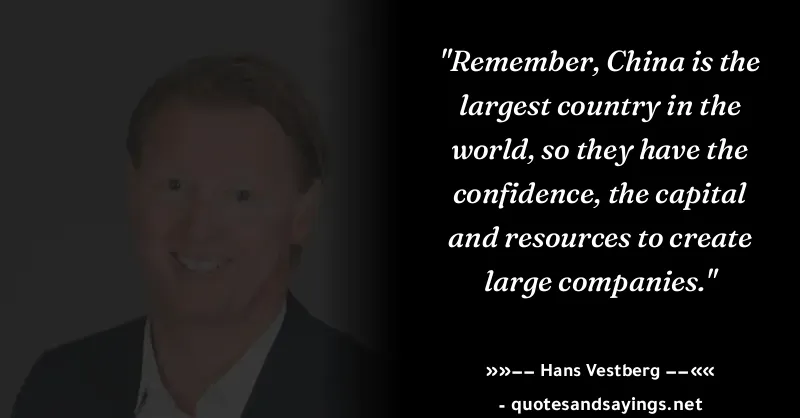 "Remember, China is the
largest country in the
world, so they have the
confidence, the capital
and resources to create
large companies."
»»–– Hans Vestberg ––««
- quotesandsayings.net